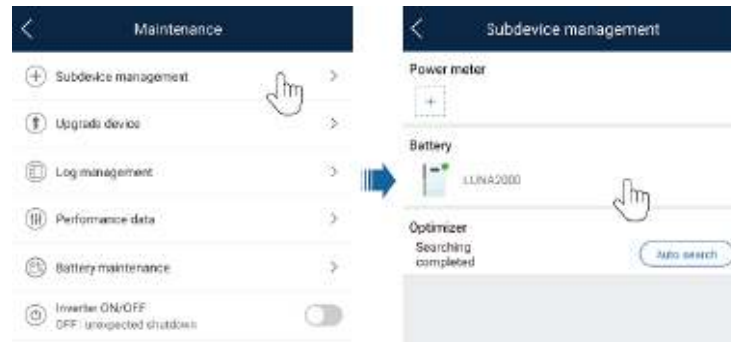 Maintenance
Subdevice management
Upgrade device
Log management
Performance data
Battery maintenance
Inverter ON/OFF
OFF: unexpected shutdown
Subdevice management
Power meter
+
Battery
LUNA2000
Optimizer
Searching
completed
Auto search